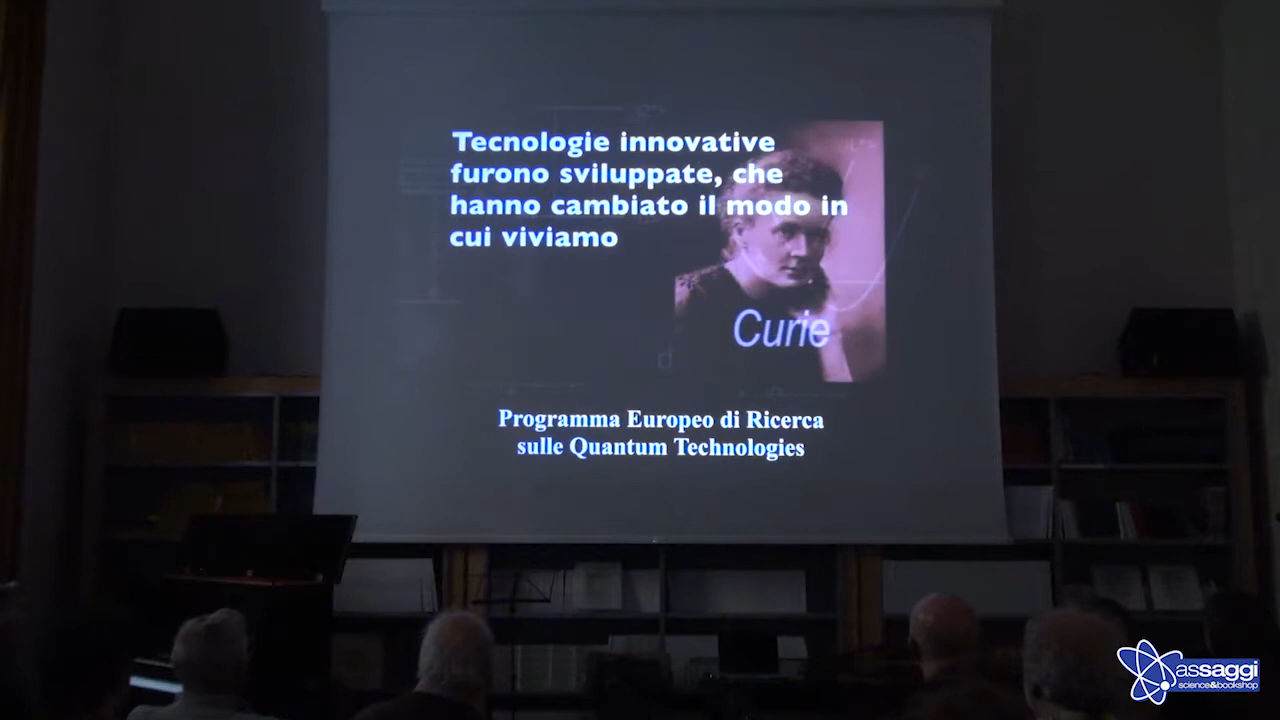 Tecnologie innovative
furono sviluppate, che
hanno cambiato il modo in
cui viviamo
Curie
Programma Europeo di Ricerca
sulle Quantum Technologies
assaggi
science&bookshop